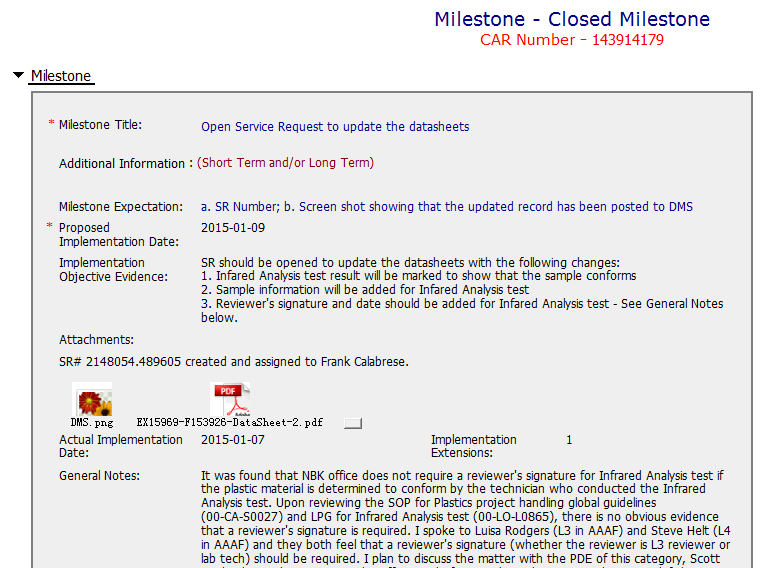 Milestone - Closed Milestone
CAR Number - 143914179
Milestone
* Milestone Title: Open Service Request to update the datasheets
Additional Information : (Short Term and/or Long Term)
Milestone Expectation: a. SR Number; b. Screen shot showing that the updated record has been posted to DMS
* Proposed Implementation Date: 2015-01-09
Implementation Objective Evidence: SR should be opened to update the datasheets with the following changes:
1. Infared Analysis test result will be marked to show that the sample conforms
2. Sample information will be added for Infared Analysis test
3. Reviewer's signature and date should be added for Infared Analysis test - See General Notes
below.
Attachments:
SR# 2148054.489605 created and assigned to Frank Calabrese.
PDF
Adobe
DMS.png EX15969-F153926-DataSheet-2.pdf
Actual Implementation Date: 2015-01-07 Implementation Extensions: 1
General Notes: It was found that NBK office does not require a reviewer's signature for Infrared Analysis test if
the plastic material is determined to conform by the technician who conducted the Infrared
Analysis test. Upon reviewing the SOP for Plastics project handling global guidelines
(00-CA-S0027) and LPG for Infrared Analysis test (00-LO-L0865), there is no obvious evidence
that a reviewer's signature is required. I spoke to Luisa Rodgers (L3 in AAAF) and Steve Helt (L4
in AAAF) and they both feel that a reviewer's signature (whether the reviewer is L3 reviewer or
lab tech) should be required. I plan to discuss the matter with the PDE of this category, Scott